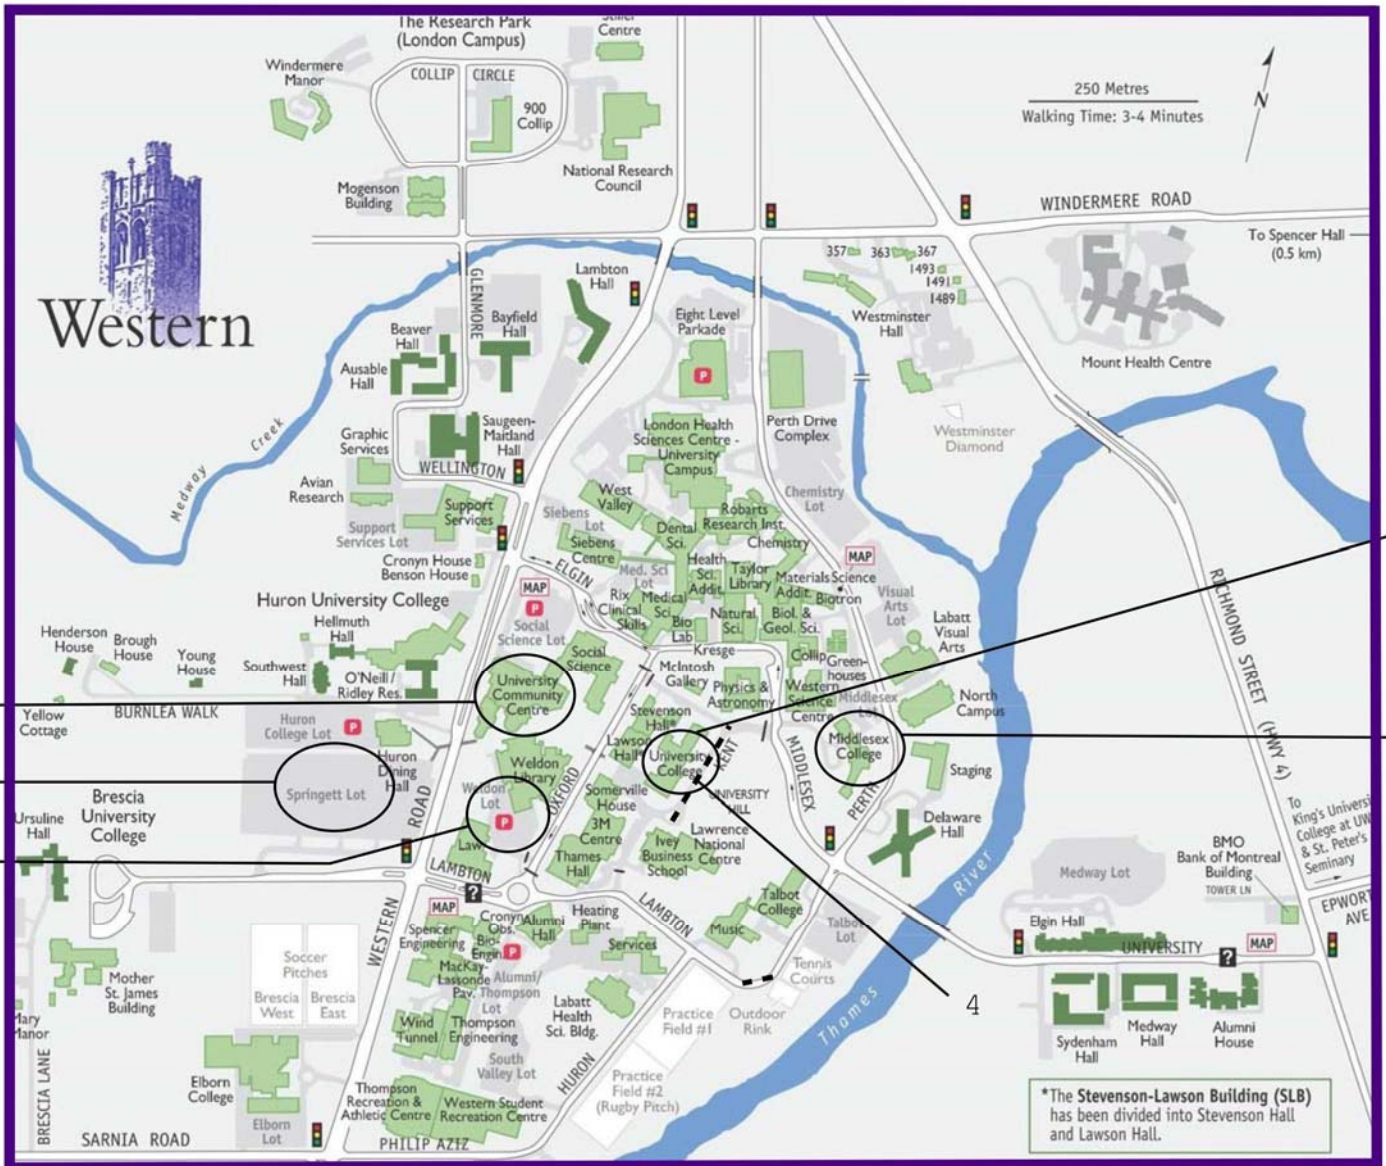 The Research Park
(London Campus)
Stiller
Centre
Windermere
Manor
COLLIP
CIRCLE
900
Collip
250 Metres
Walking Time: 3-4 Minutes
N
National Research
Council
Mogenson
Building
WINDERMERE ROAD
To Spencer Hall
(0.5 km)
357
363
367
1493
1491
1489
Western
GLENMORE
Lambton
Hall
Bayfield
Hall
Beaver
Hall
Ausable
Hall
Eight Level
Parkade
P
Westminster
Hall
Mount Health Centre
Medway Creek
Graphic
Services
Saugeen-
Maitland
Hall
WELLINGTON
London Health
Sciences Centre -
University
Campus
Perth Drive
Complex
Westminster
Diamond
Avian
Research
Support
Services
Support
Services Lot
West
Valley
Siebens
Lot
Siebens
Centre
Dental
Sci.
Robarts
Research Inst.
Chemistry
Chemistry
Lot
Cronyn House
Benson House
ELGIN
MAP
P
Social
Science Lot
Med. Sci
Lot
Health
Sci.
Addit.
Taylor
Library
Materials Science
Addit.
Biotron
MAP
Visual
Arts
Lot
Rix
Clinical
Skills
Medical
Sci.
Bio
Lab
Natural
Sci.
Biol. &
Geol. Sci.
Labatt
Visual
Arts
RICHMOND STREET (HWY 4)
Huron University College
Hellmuth
Hall
Henderson
House
Brough
House
Young
House
Southwest
Hall
O'Neill/
Ridley Res.
Social
Science
Kresge
McIntosh
Gallery
Physics &
Astronomy
Collip
Green-
houses
Western
Science
Centre
Middlesex
Lot
North
Campus
University
Community
Centre
Yellow
Cottage
BURNLEA WALK
Huron
College Lot
P
Huron
Dining
Hall
Stevenson
Hall*
Lawson
Hall*
University
College
KENT
MIDDLESEX
Middlesex
College
Staging
Springett Lot
Weldon
Library
Weldon
Lot
P
OXFORD
Somerville
House
UNIVERSITY
HILL
PERTH
Brescia
University
College
Ursuline
Hall
ROAD
Law
3M
Centre
Thames
Hall
Ivey
Business
School
Lawrence
National
Centre
Delaware
Hall
To
King's Universi
College at UW
& St. Peter's
Seminary
BMO
Bank of Montreal
Building
TOWER LN
Medway Lot
EPWORT
AVE
LAMBTON
?
MAP
WESTERN
LAMBTON
Talbot
College
Talbot
Lot
Thames River
Elgin Hall
UNIVERSITY
?
MAP
Spencer
Engineering
Cronyn
Obs.
Alumni
Hall
Heating
Plant
Bio-
Engin.
P
Services
Music
Tennis
Courts
Soccer
Pitches
Brescia
West
Brescia
East
MacKay-
Lassonde
Pav.
Alumni/
Thompson
Lot
Labatt
Health
Sci. Bldg.
Practice
Field #1
Outdoor
Rink
4
Mother
St. James
Building
Mary
Manor
Wind
Tunnel
Thompson
Engineering
South
Valley Lot
HURON
Sydenham
Hall
Medway
Hall
Alumni
House
Elborn
College
Elborn
Lot
Thompson
Recreation &
Athletic Centre
Western Student
Recreation Centre
Practice
Field #2
(Rugby Pitch)
BRESCIA LANE
SARNIA ROAD
PHILIP AZIZ
*The Stevenson-Lawson Building (SLB)
has been divided into Stevenson Hall
and Lawson Hall.